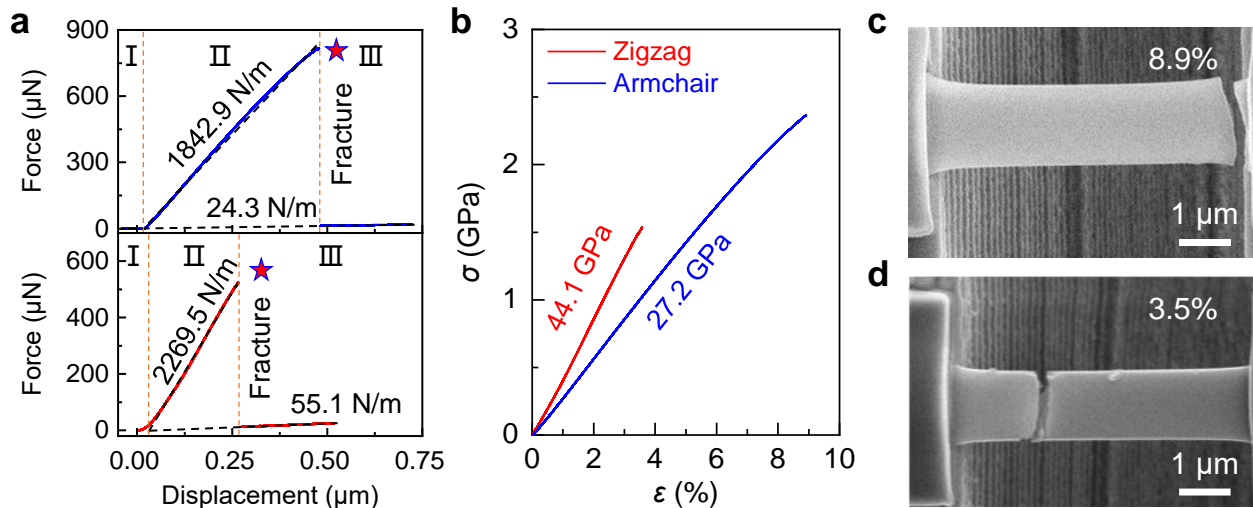 a
900
600
300
0
Force (µN)
Ⅰ
Ⅱ
Ⅲ
1842.9 N/m
24.3 N/m
Fracture
600
400
200
0
Force (µN)
Ⅰ
Ⅱ
Ⅲ
2269.5 N/m
55.1 N/m
Fracture
0.00 0.25 0.50 0.75
Displacement (µm)
b
3
2
1
0
σ (GPa)
Zigzag
Armchair
44.1 GPa
27.2 GPa
0 2 4 6 8 10
ε (%)
c
8.9%
1 µm
d
3.5%
1 µm